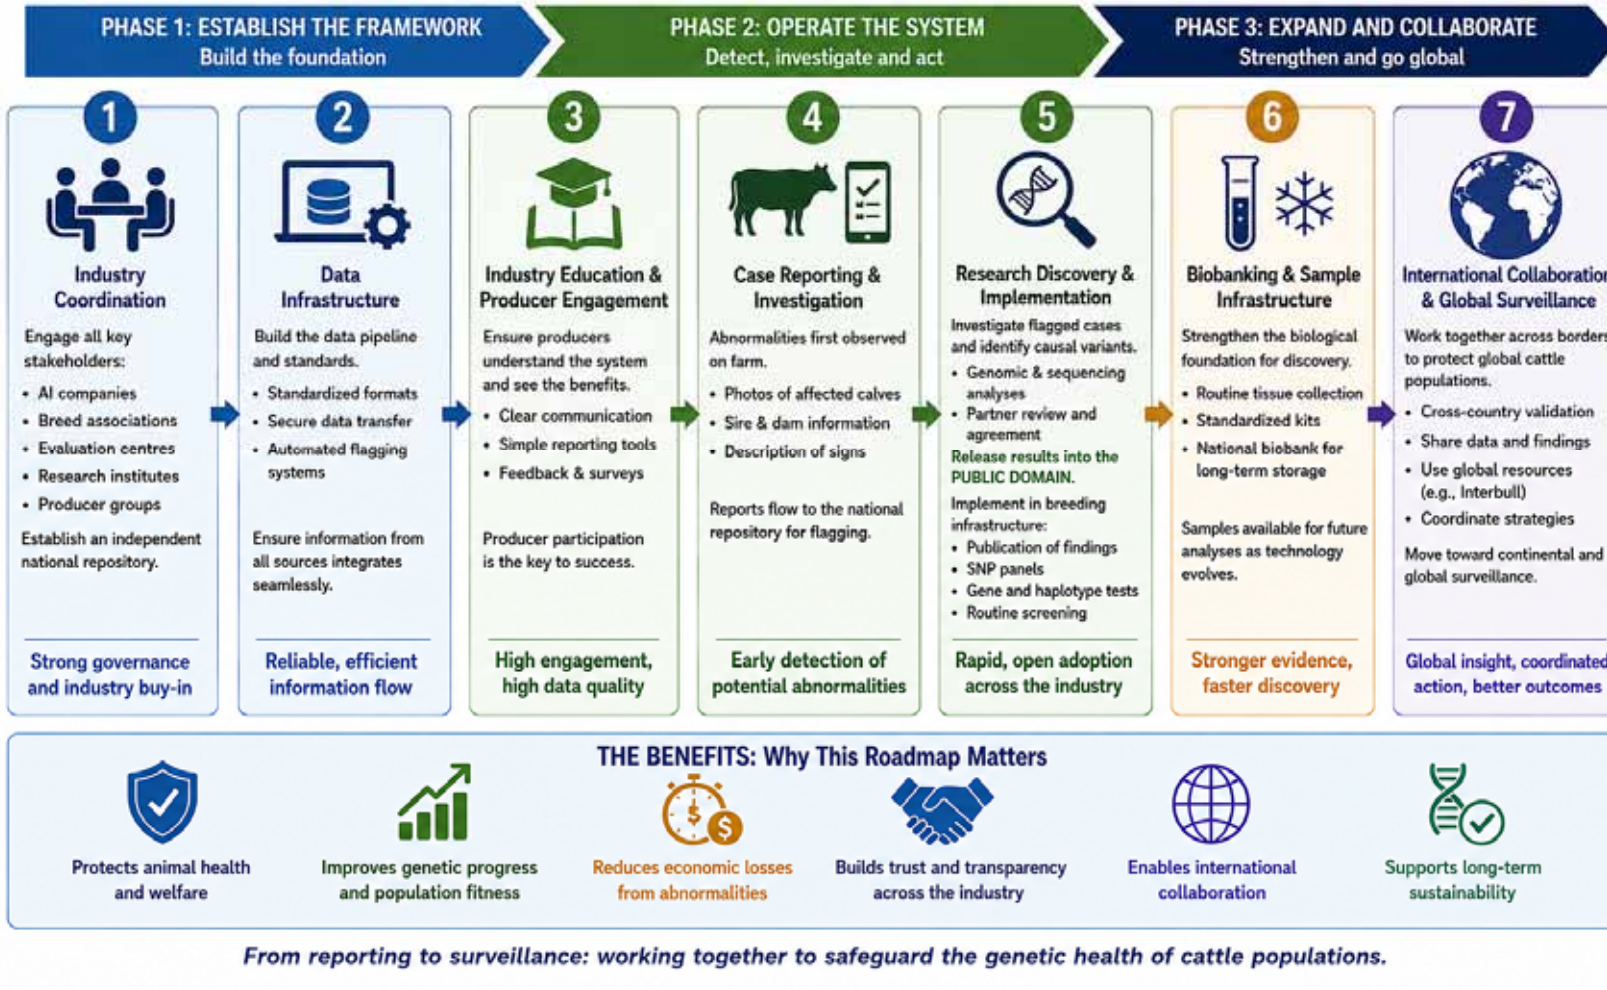 PHASE 1: ESTABLISH THE FRAMEWORK
Build the foundation
PHASE 2: OPERATE THE SYSTEM
Detect, investigate and act
PHASE 3: EXPAND AND COLLABORATE
Strengthen and go global
1
Industry
Coordination
Engage all key
stakeholders:
• AI companies
• Breed associations
• Evaluation centres
• Research institutes
• Producer groups
Establish an independent
national repository.
Strong governance
and industry buy-in
2
Data
Infrastructure
Build the data pipeline
and standards.
• Standardized formats
• Secure data transfer
• Automated flagging
systems
Ensure information from
all sources integrates
seamlessly.
Reliable, efficient
information flow
3
Industry Education &
Producer Engagement
Ensure producers
understand the system
and see the benefits.
• Clear communication
• Simple reporting tools
• Feedback & surveys
Producer participation
is the key to success.
High engagement,
high data quality
4
Case Reporting &
Investigation
Abnormalities first observed
on farm.
• Photos of affected calves
• Sire & dam information
• Description of signs
Reports flow to the national
repository for flagging.
Early detection of
potential abnormalities
5
Research Discovery &
Implementation
Investigate flagged cases
and identify causal variants.
• Genomic & sequencing
analyses
• Partner review and
agreement
Release results into the
PUBLIC DOMAIN.
Implement in breeding
infrastructure:
• Publication of findings
• SNP panels
• Gene and haplotype tests
• Routine screening
Rapid, open adoption
across the industry
6
Biobanking & Sample
Infrastructure
Strengthen the biological
foundation for discovery.
• Routine tissue collection
• Standardized kits
• National biobank for
long-term storage
Samples available for future
analyses as technology
evolves.
Stronger evidence,
faster discovery
7
International Collaboration
& Global Surveillance
Work together across borders
to protect global cattle
populations.
• Cross-country validation
• Share data and findings
• Use global resources
(e.g., Interbull)
• Coordinate strategies
Move toward continental and
global surveillance.
Global insight, coordinated
action, better outcomes
THE BENEFITS: Why This Roadmap Matters
Protects animal health
and welfare
Improves genetic progress
and population fitness
$
$
Reduces economic losses
from abnormalities
Builds trust and transparency
across the industry
Enables international
collaboration
Supports long-term
sustainability
From reporting to surveillance: working together to safeguard the genetic health of cattle populations.